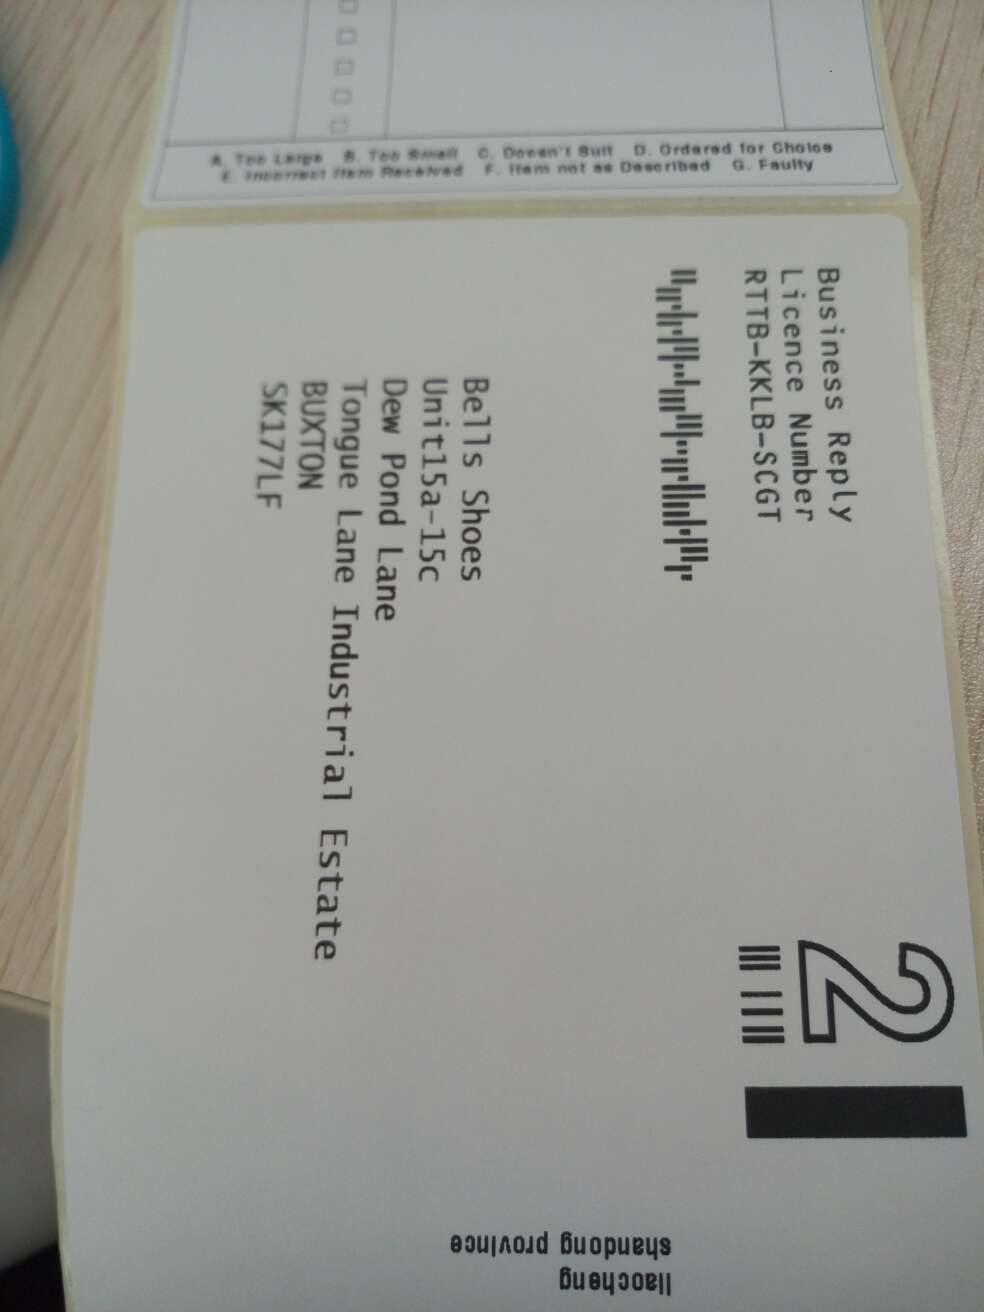 A. Too Large B. Too Small C. Doesn't Suit D. Ordered for Choice
E. Incorrect Item Received F. Item not as Described G. Faulty
Business Reply
Licence Number
RTTB-KKLB-SCGT
2
Bells Shoes
Unit15a-15c
Dew Pond Lane
Tongue Lane Industrial Estate
BUXTON
SK177LF
liaocheng
shandong province